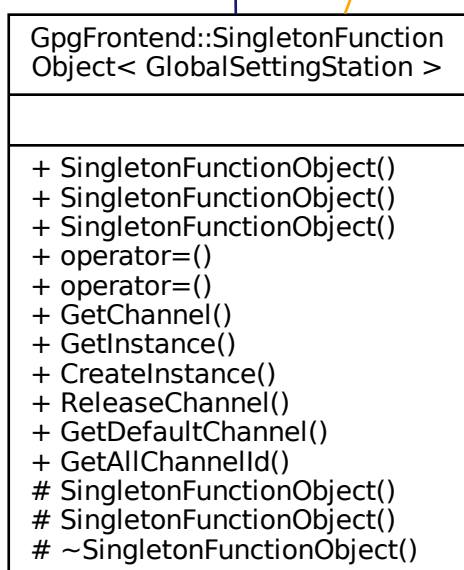 GpgFrontend::SingletonFunction
Object< GlobalSettingStation >
+ SingletonFunctionObject()
+ SingletonFunctionObject()
+ SingletonFunctionObject()
+ operator=()
+ operator=()
+ GetChannel()
+ GetInstance()
+ CreateInstance()
+ ReleaseChannel()
+ GetDefaultChannel()
+ GetAllChannelId()
# SingletonFunctionObject()
# SingletonFunctionObject()
# ~SingletonFunctionObject()